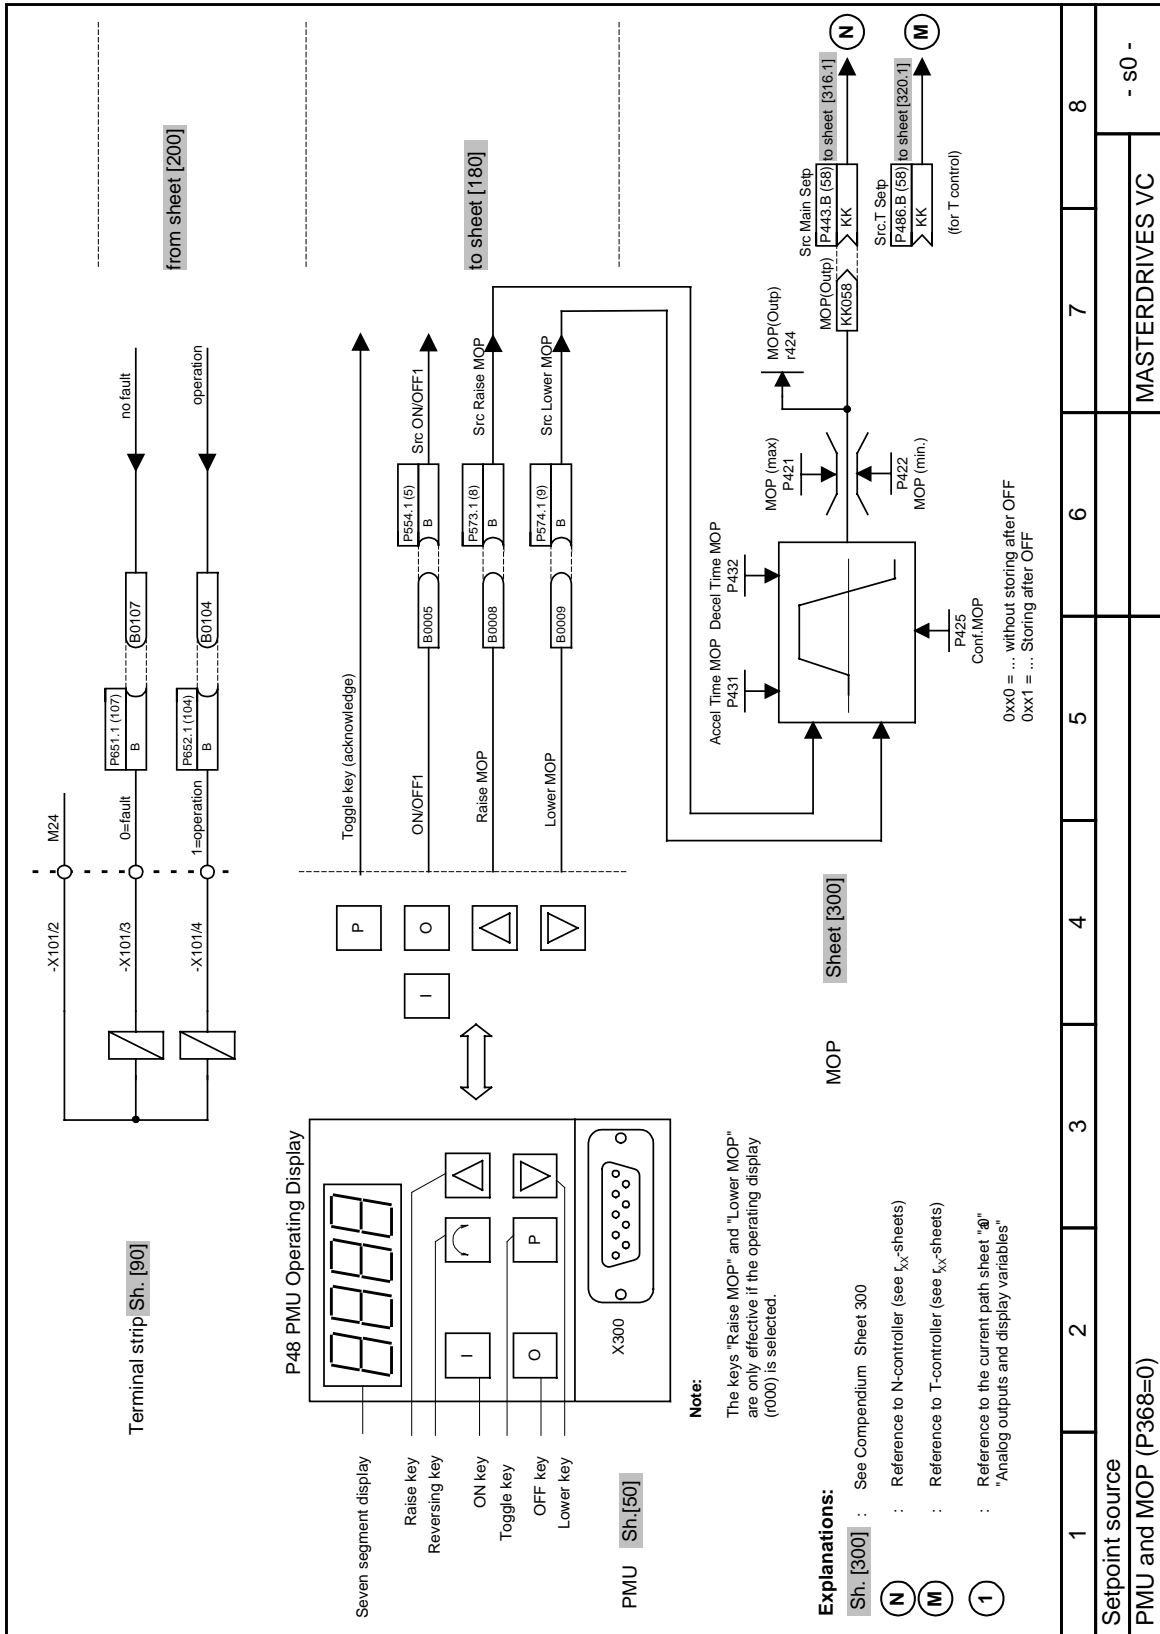 Terminal strip Sh. [90]
-X101/2
M24
-X101/3
0=fault
P651.1 (107)
B
B0107
no fault
-X101/4
1=operation
P652.1 (104)
B
B0104
operation
from sheet [200]
P48 PMU Operating Display
Seven segment display
Raise key
Reversing key
ON key
Toggle key
OFF key
Lower key
I
P
O
X300
PMU Sh.[50]
P
I
O
Toggle key (acknowledge)
ON/OFF1
B0005
P554.1 (5)
B
Src ON/OFF1
Raise MOP
B0008
P573.1 (8)
B
Src Raise MOP
Lower MOP
B0009
P574.1 (9)
B
Src Lower MOP
to sheet [180]
Note:
The keys "Raise MOP" and "Lower MOP"
are only effective if the operating display
(r000) is selected.
MOP Sheet [300]
Accel Time MOP
P431
Decel Time MOP
P432
P425
Conf.MOP
MOP (max)
P421
P422
MOP (min.)
MOP(Outp)
r424
MOP(Outp)
KK058
Src Main Setp
P443.B (58)
KK
to sheet [316.1]
N
Src.T Setp
P486.B (58)
KK
to sheet [320.1]
M
(for T control)
0xx0 = ... without storing after OFF
0xx1 = ... Storing after OFF
Explanations:
Sh. [300] : See Compendium Sheet 300
N : Reference to N-controller (see rxx-sheets)
M : Reference to T-controller (see rxx-sheets)
1 : Reference to the current path sheet "a0"
"Analog outputs and display variables"
1 2 3 4 5 6 7 8
Setpoint source
- s0 -
PMU and MOP (P368=0)
MASTERDRIVES VC